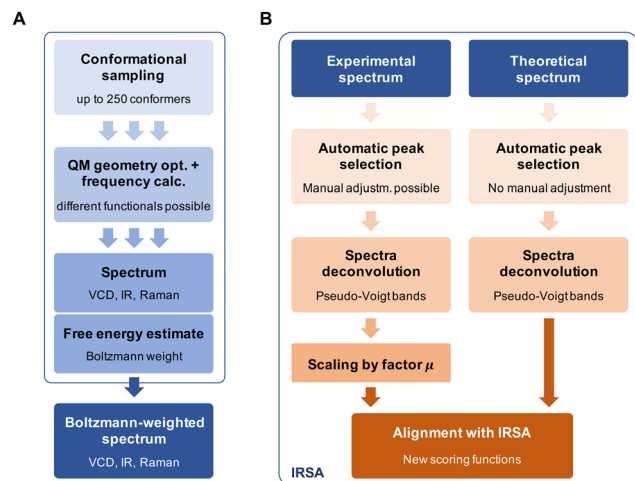 A
Conformational
sampling
up to 250 conformers
QM geometry opt. +
frequency calc.
different functionals possible
Spectrum
VCD, IR, Raman
Free energy estimate
Boltzmann weight
Boltzmann-weighted
spectrum
VCD, IR, Raman
B
Experimental
spectrum
Automatic peak
selection
Manual adjustm. possible
Spectra
deconvolution
Pseudo-Voigt bands
Scaling by factor μ
Theoretical
spectrum
Automatic peak
selection
No manual adjustment
Spectra
deconvolution
Pseudo-Voigt bands
Alignment with IRSA
New scoring functions
IRSA